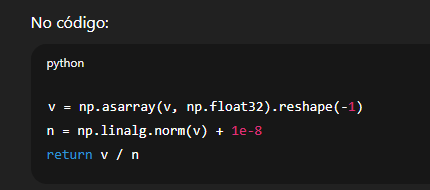 No código:
python
v = np.asarray(v, np.float32).reshape(-1)
n = np.linalg.norm(v) + 1e-8
return v / n